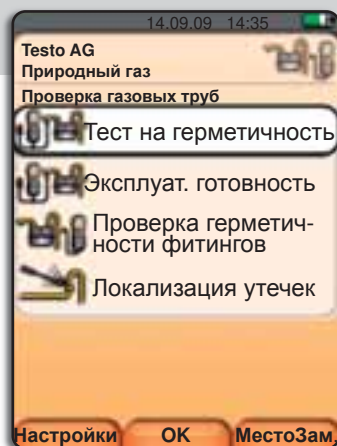 14.09.09 14:35
Testo AG
Природный газ
Проверка газовых труб
Тест на герметичность
Эксплуат. готовность
Проверка герметич-
ности фитингов
Локализация утечек
Настройки OK МестоЗам.